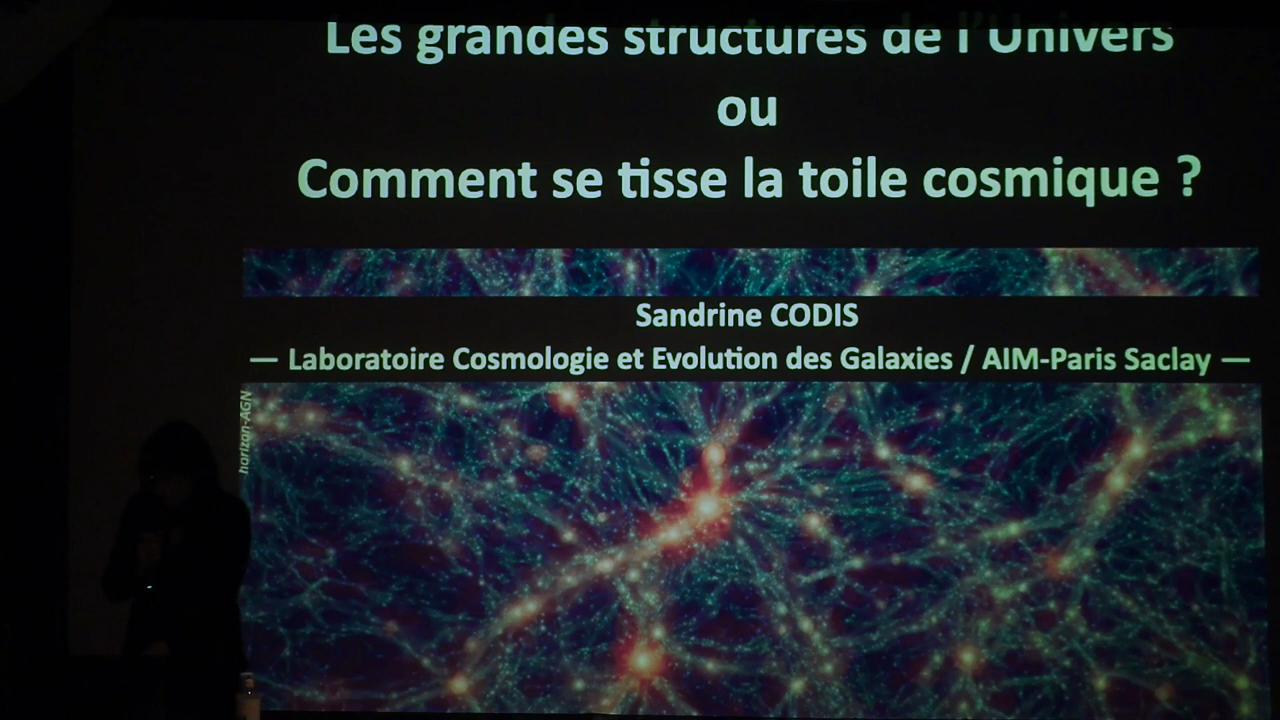 Les grandes structures de l'Univers
ou
Comment se tisse la toile cosmique ?
Sandrine CODIS
— Laboratoire Cosmologie et Evolution des Galaxies / AIM-Paris Saclay —
horizon-AGN